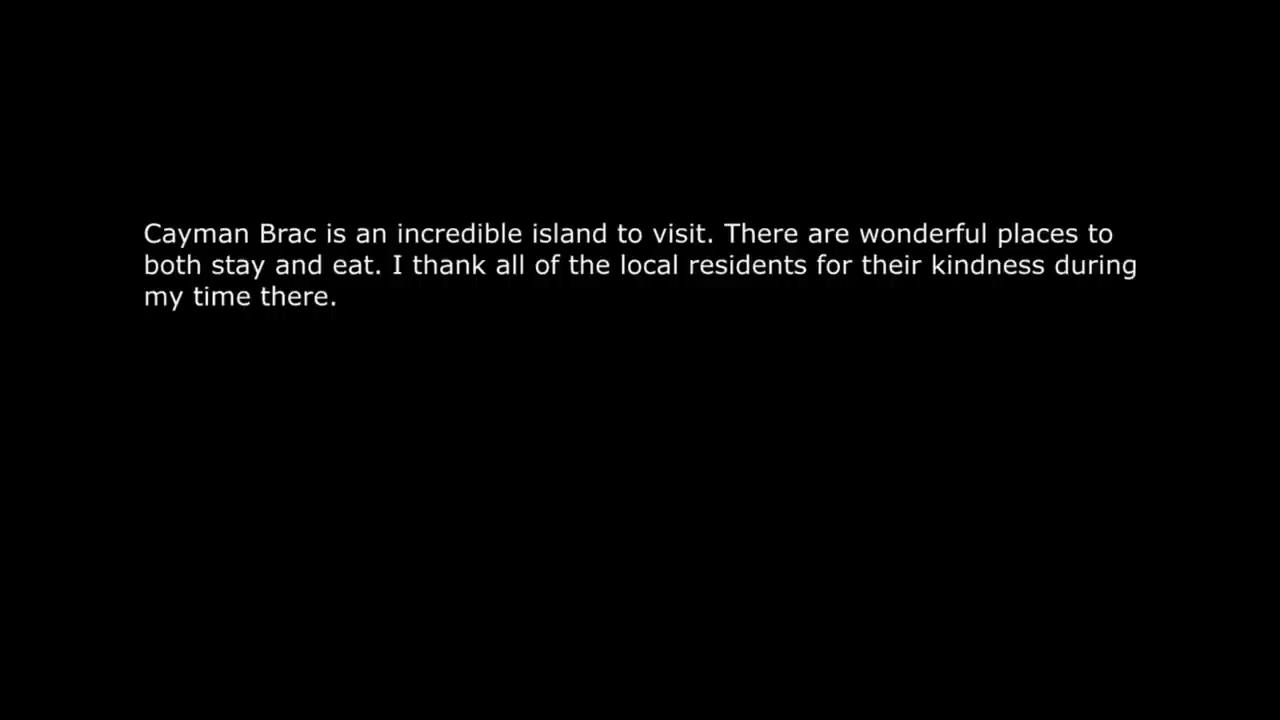 Cayman Brac is an incredible island to visit. There are wonderful places to
both stay and eat. I thank all of the local residents for their kindness during
my time there.